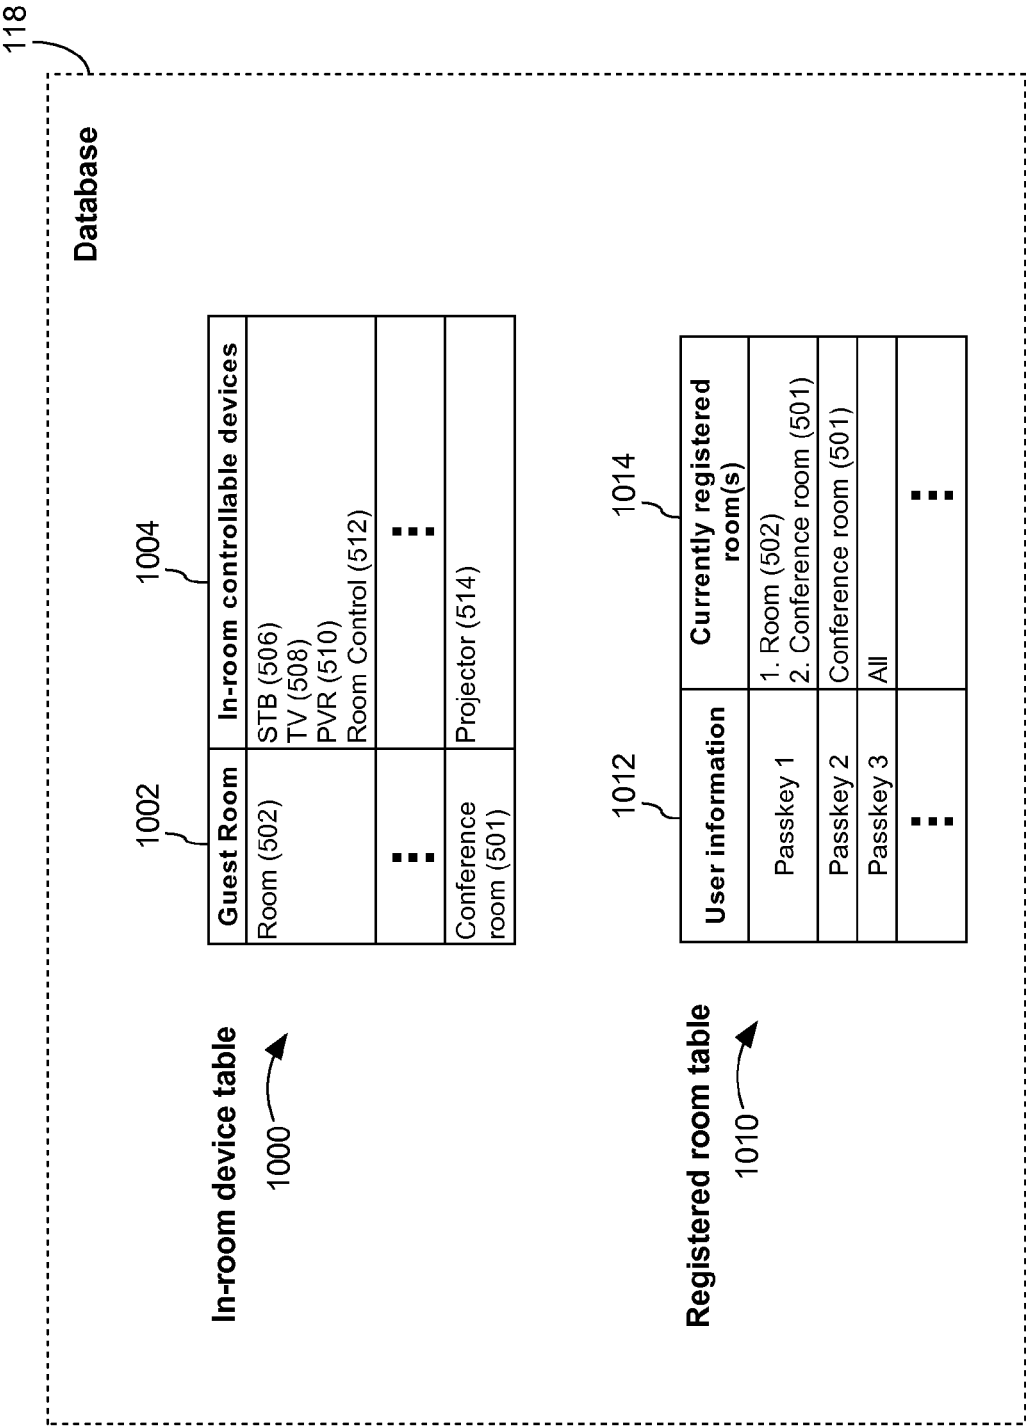 118
Database
In-room device table
1000
1002
1004
Guest Room
In-room controllable devices
Room (502)
STB (506)
TV (508)
PVR (510)
Room Control (512)
Conference
room (501)
Projector (514)
Registered room table
1010
1012
1014
User information
Currently registered
room(s)
Passkey 1
1. Room (502)
2. Conference room (501)
Passkey 2
Conference room (501)
Passkey 3
All